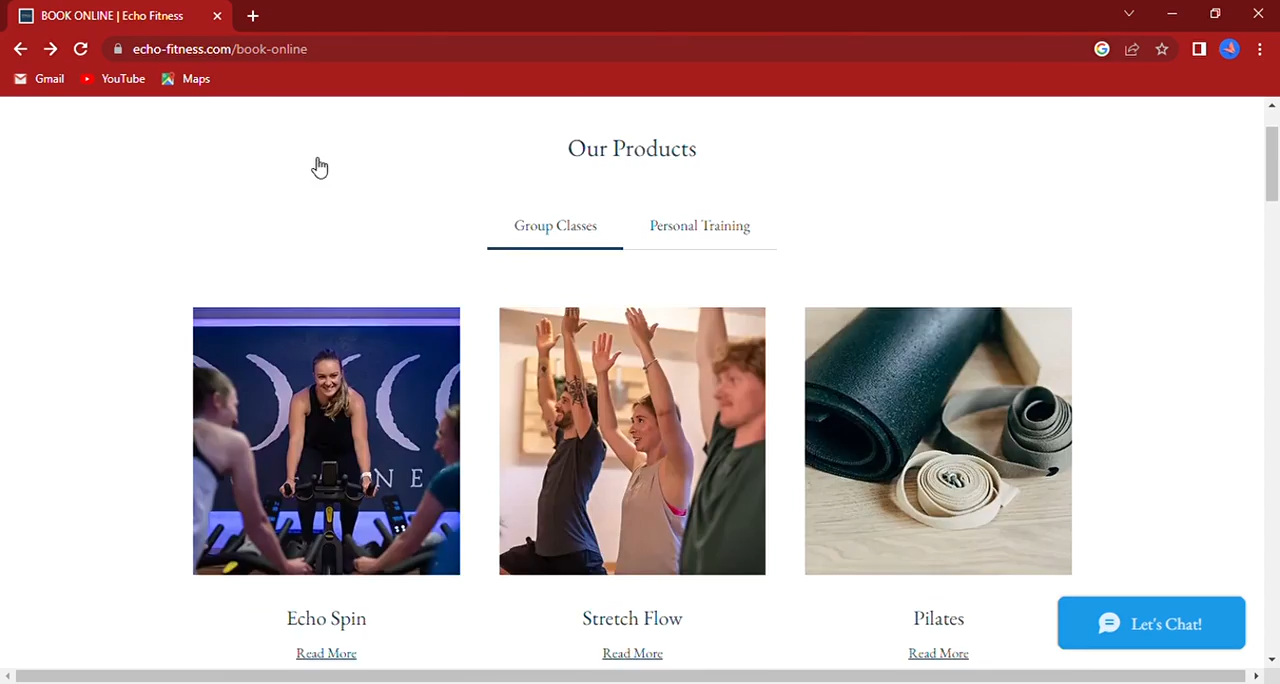 BOOK ONLINE | Echo Fitness
echo-fitness.com/book-online
Gmail YouTube Maps
Our Products
Group Classes Personal Training
N E
Echo Spin Stretch Flow Pilates
Read More Read More Read More
Let's Chat!